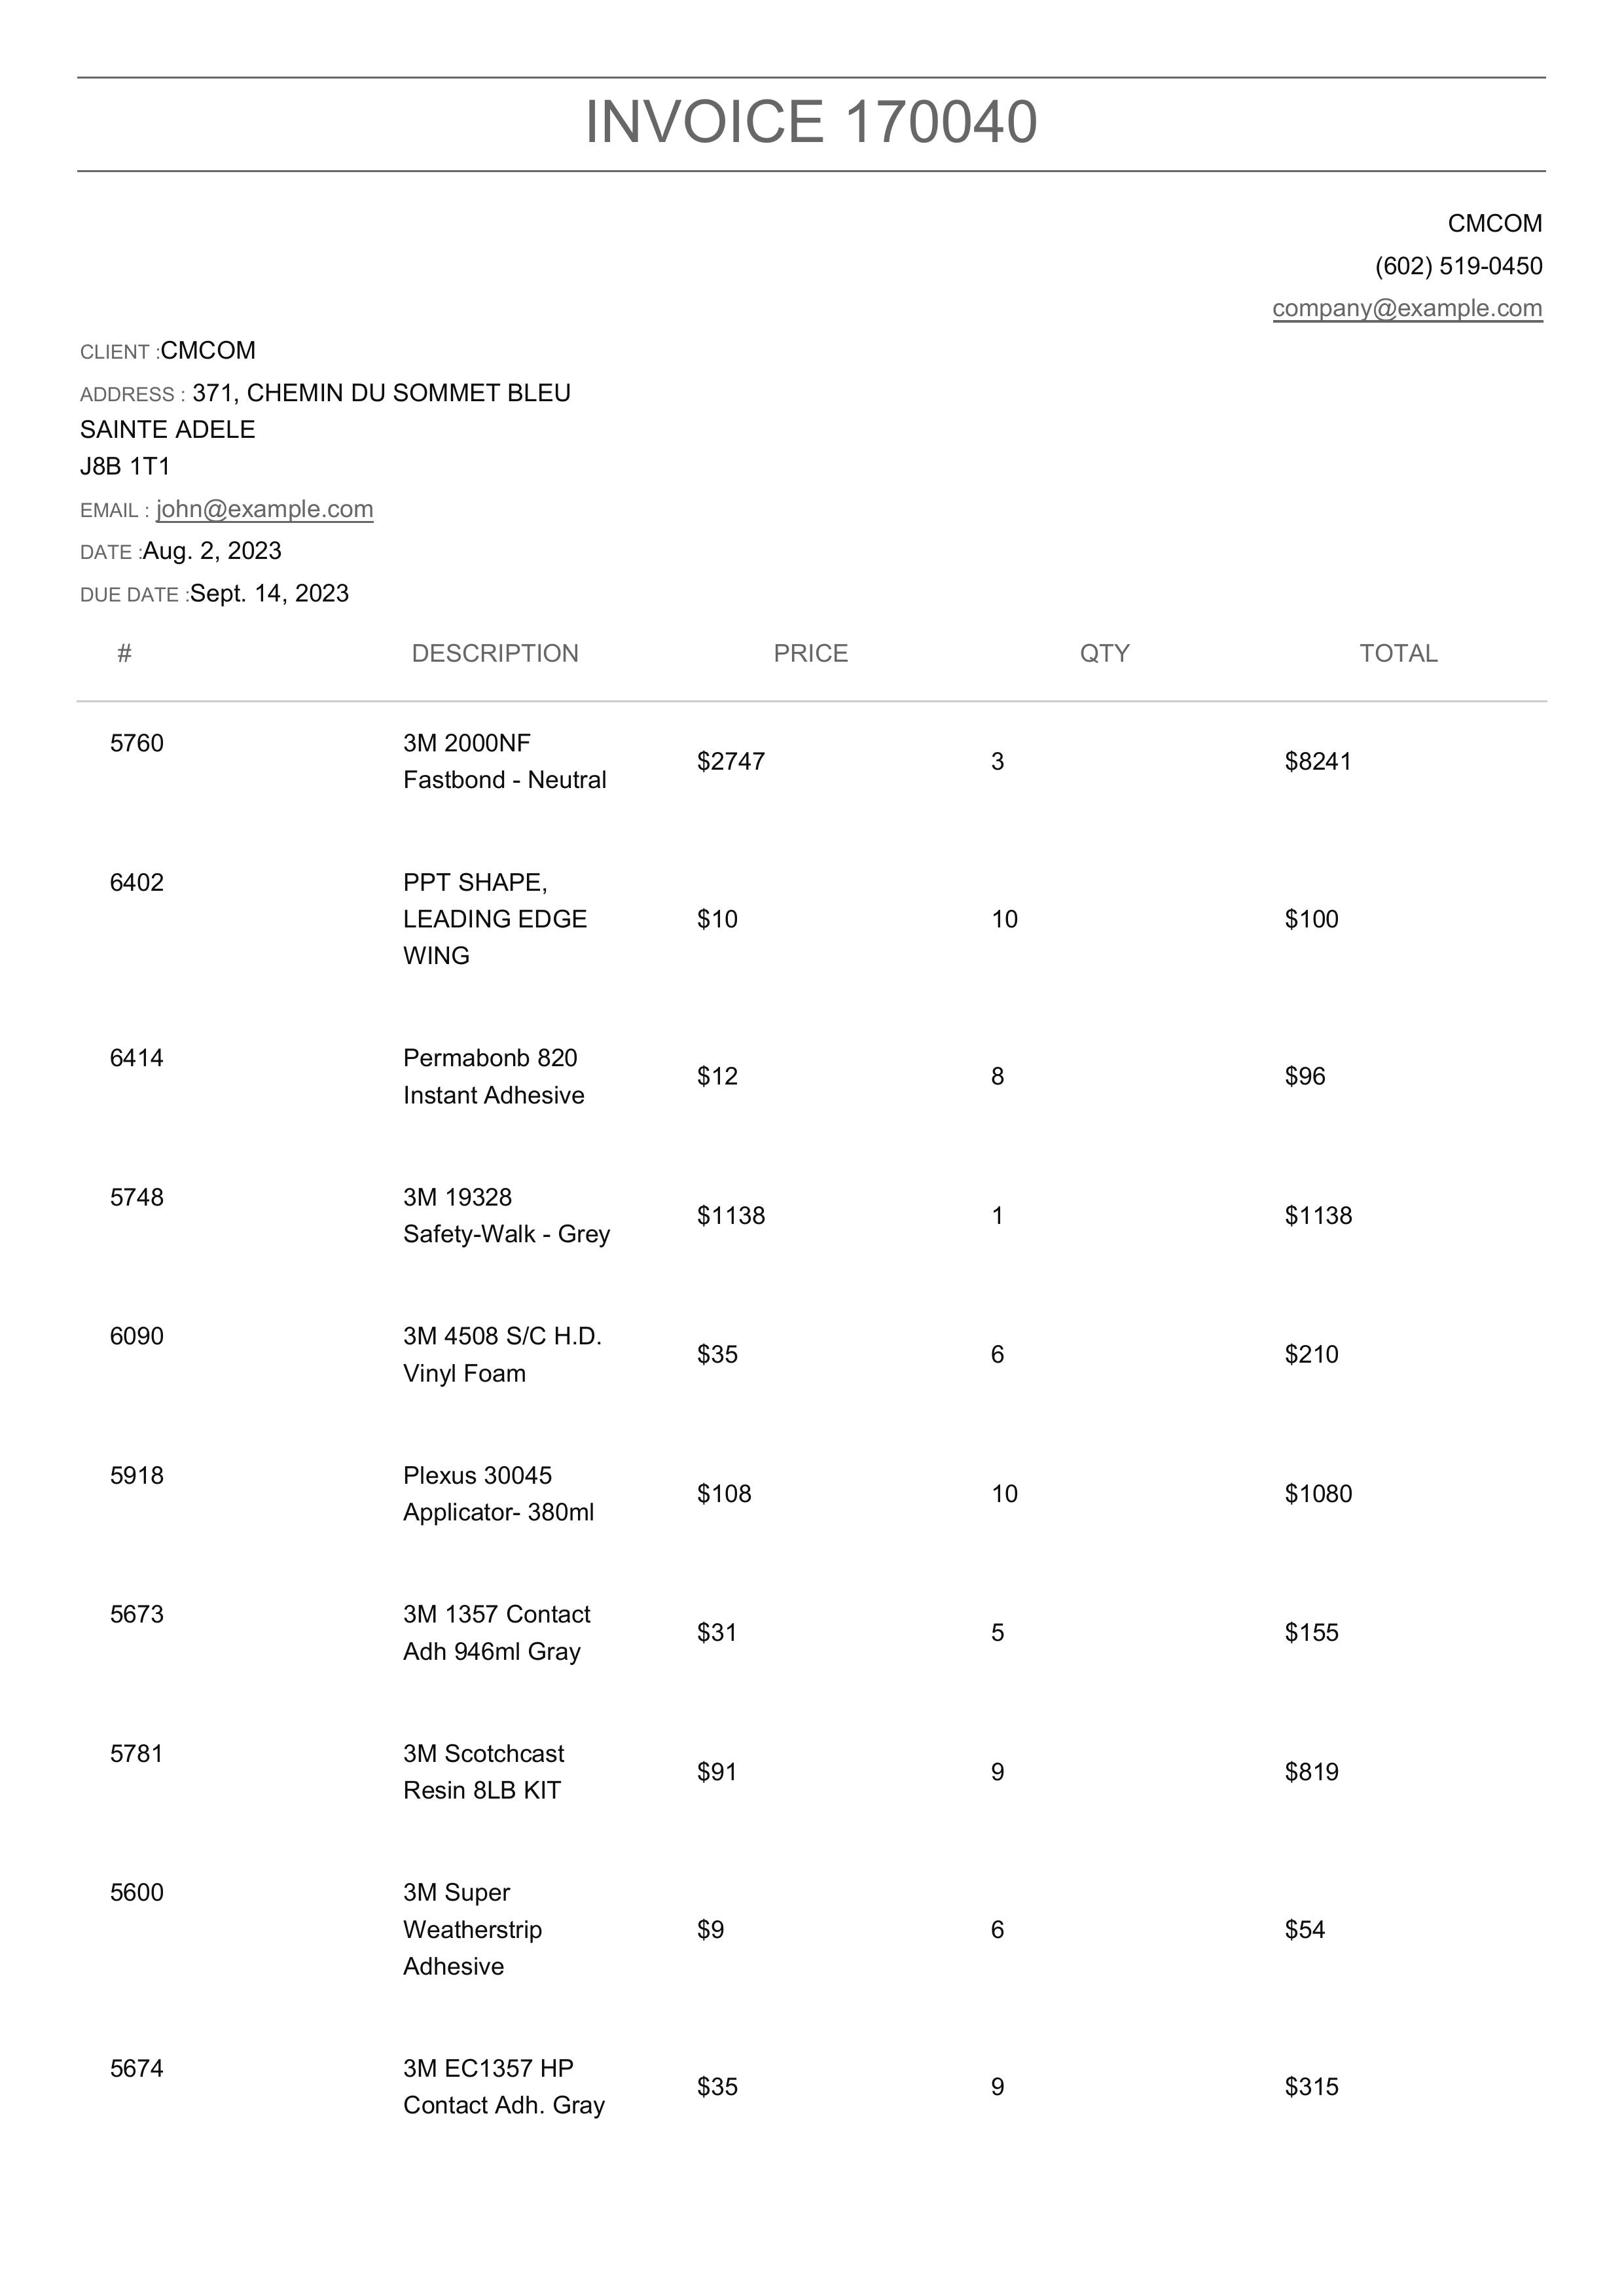 INVOICE 170040
CMCOM
(602) 519-0450
company@example.com
CLIENT :CMCOM
ADDRESS : 371, CHEMIN DU SOMMET BLEU
SAINTE ADELE
J8B 1T1
EMAIL : john@example.com
DATE :Aug. 2, 2023
DUE DATE :Sept. 14, 2023
# DESCRIPTION PRICE QTY TOTAL
5760 3M 2000NF
Fastbond - Neutral $2747 3 $8241
6402 PPT SHAPE,
LEADING EDGE $10 10 $100
WING
6414 Permabonb 820
Instant Adhesive $12 8 $96
5748 3M 19328
Safety-Walk - Grey $1138 1 $1138
6090 3M 4508 S/C H.D.
Vinyl Foam $35 6 $210
5918 Plexus 30045
Applicator- 380ml $108 10 $1080
5673 3M 1357 Contact
Adh 946ml Gray $31 5 $155
5781 3M Scotchcast
Resin 8LB KIT $91 9 $819
5600 3M Super
Weatherstrip $9 6 $54
Adhesive
5674 3M EC1357 HP
Contact Adh. Gray $35 9 $315